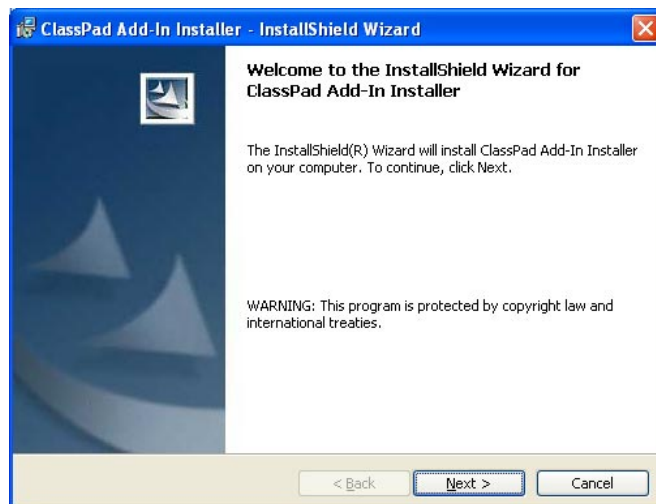 ClassPad Add-In Installer - InstallShield Wizard
Welcome to the InstallShield Wizard for
ClassPad Add-In Installer
The InstallShield(R) Wizard will install ClassPad Add-In Installer
on your computer. To continue, click Next.
WARNING: This program is protected by copyright law and
international treaties.
< Back
Next >
Cancel